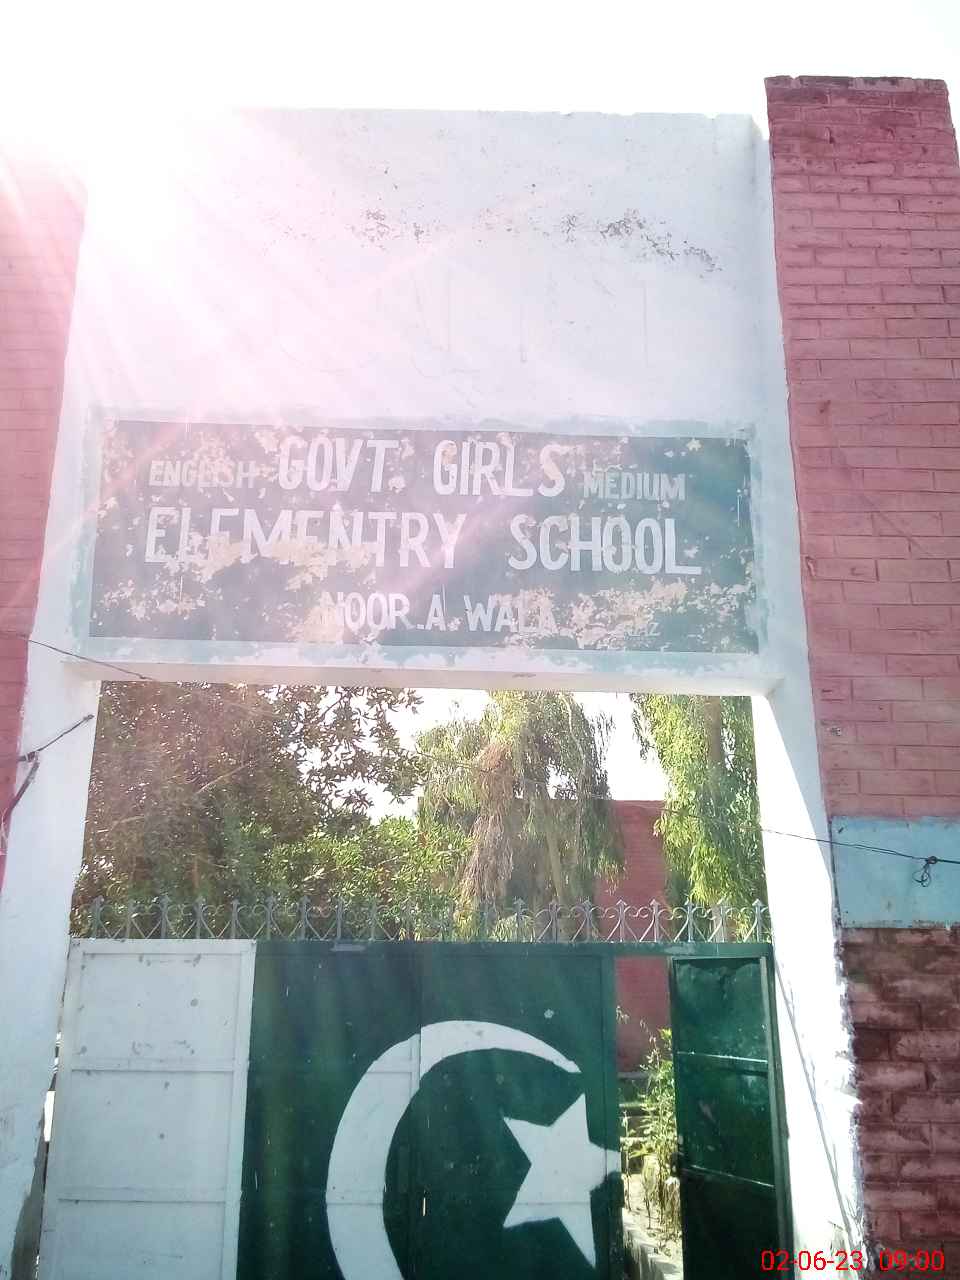 ENGLISH GOVT. GIRLS MEDIUM
ELEMENTRY SCHOOL
NOOR.A.WALA
02-06-23 09:00